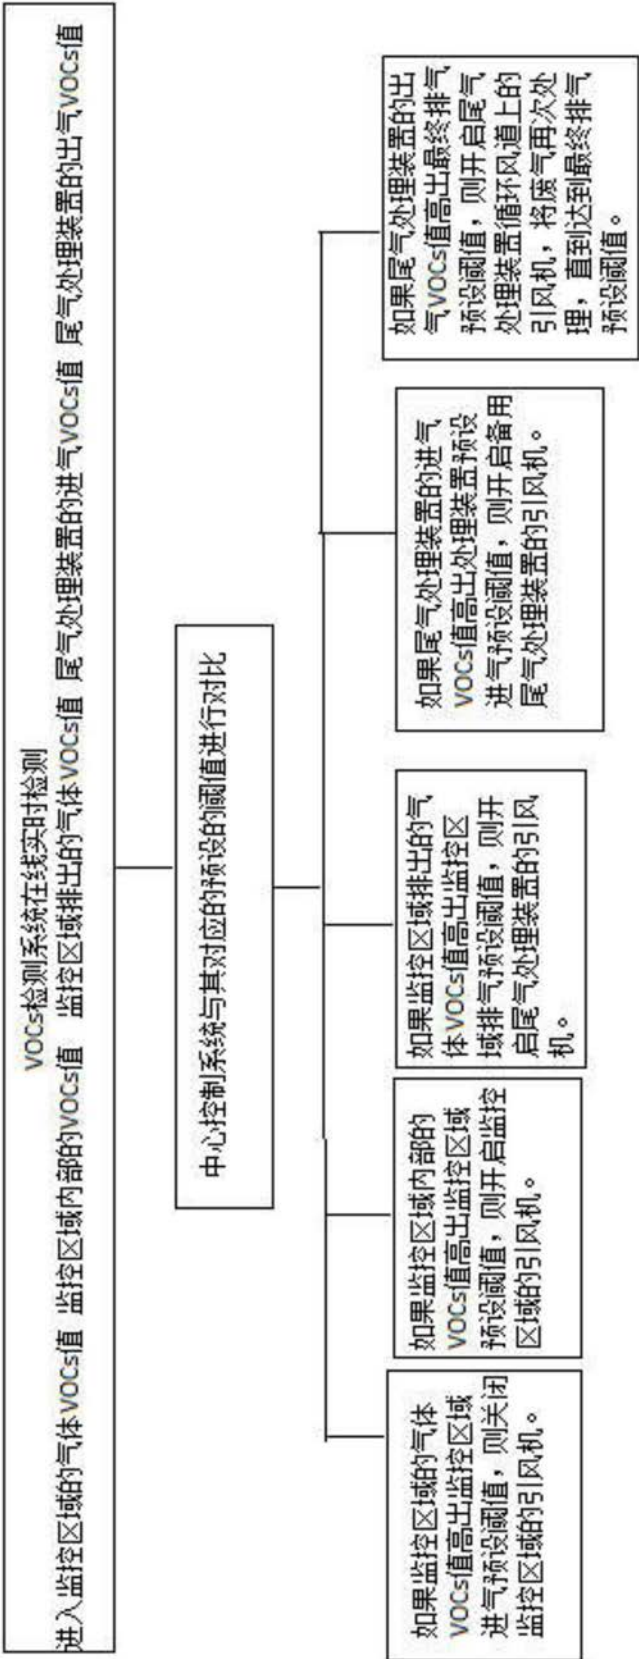 VOCs检测系统在线实时检测
进入监控区域的气体VOCs值 监控区域内部的VOCs值 监控区域排出的气体VOCs值 尾气处理装置的进气VOCs值 尾气处理装置的出气VOCs值
中心控制系统与其对应的预设的阈值进行对比
如果监控区域的气体
VOCs值高出监控区域
进气预设阈值，则关闭
监控区域的引风机。
如果监控区域内部的
VOCs值高出监控区域
预设阈值，则开启监控
区域的引风机。
如果监控区域排出的气
体VOCs值高出监控区
域排气预设阈值，则开
启尾气处理装置的引风
机。
如果尾气处理装置的进气
VOCs值高出处理装置预设
进气预设阈值，则开启备用
尾气处理装置的引风机。
如果尾气处理装置的出
气VOCs值高出最终排气
预设阈值，则开启尾气
处理装置循环风道上的
引风机，将废气再次处
理，直到达到最终排气
预设阈值。